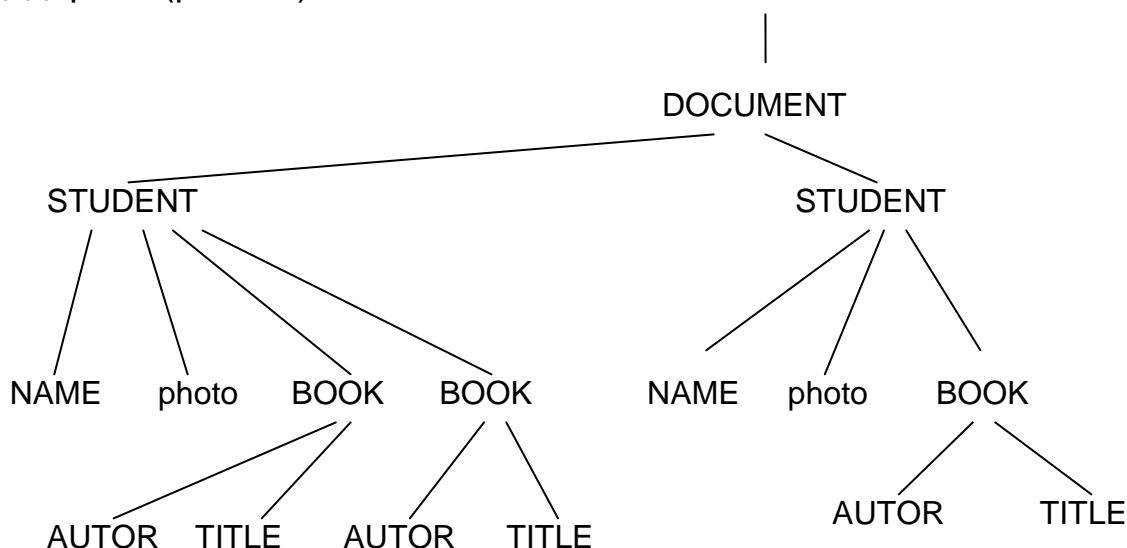 DOCUMENT
STUDENT STUDENT
NAME photo BOOK BOOK NAME photo BOOK
AUTOR TITLE
AUTOR TITLE AUTOR TITLE